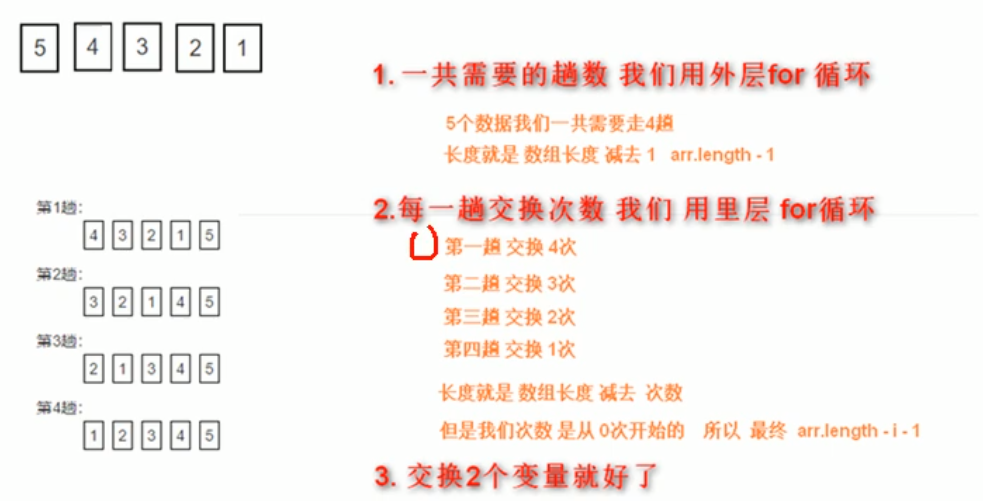 5 4 3 2 1
1. 一共需要的趟数 我们用外层for 循环
5个数据我们一共需要走4趟
长度就是 数组长度 减去 1 arr.length - 1
第1趟:
4 3 2 1 5
第2趟:
3 2 1 4 5
第3趟:
2 1 3 4 5
第4趟:
1 2 3 4 5
2.每一趟交换次数 我们 用里层 for循环
第一趟 交换 4次
第二趟 交换 3次
第三趟 交换 2次
第四趟 交换 1次
长度就是 数组长度 减去 次数
但是我们次数 是从 0次开始的 所以 最终 arr.length - i - 1
3. 交换2个变量就好了